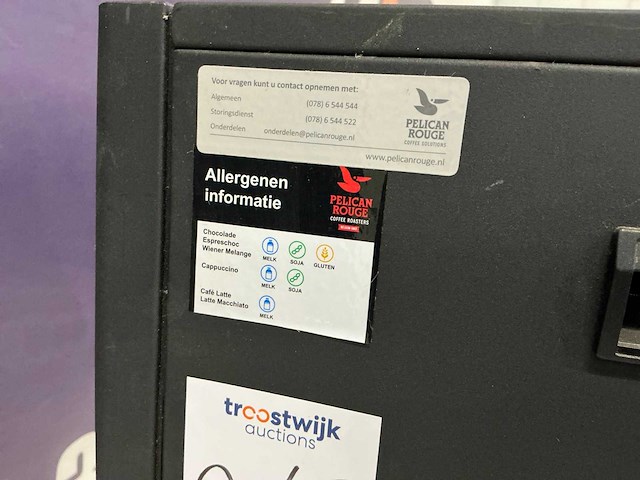 Voor vragen kunt u contact opnemen met:
Algemeen (078) 6 544 544
Storingsdienst (078) 6 544 522
Onderdelen onderdelen@pelicanrouge.nl
PELICAN
ROUGE
COFFEE SOLUTIONS
www.pelicanrouge.nl
Allergenen
informatie
PELICAN
ROUGE
COFFEE ROASTERS
Chocolade
Espreschoc
Wiener Melange
MELK SOJA GLUTEN
Cappuccino
MELK SOJA
Café Latte
Latte Macchiato
MELK
troostwijk
auctions